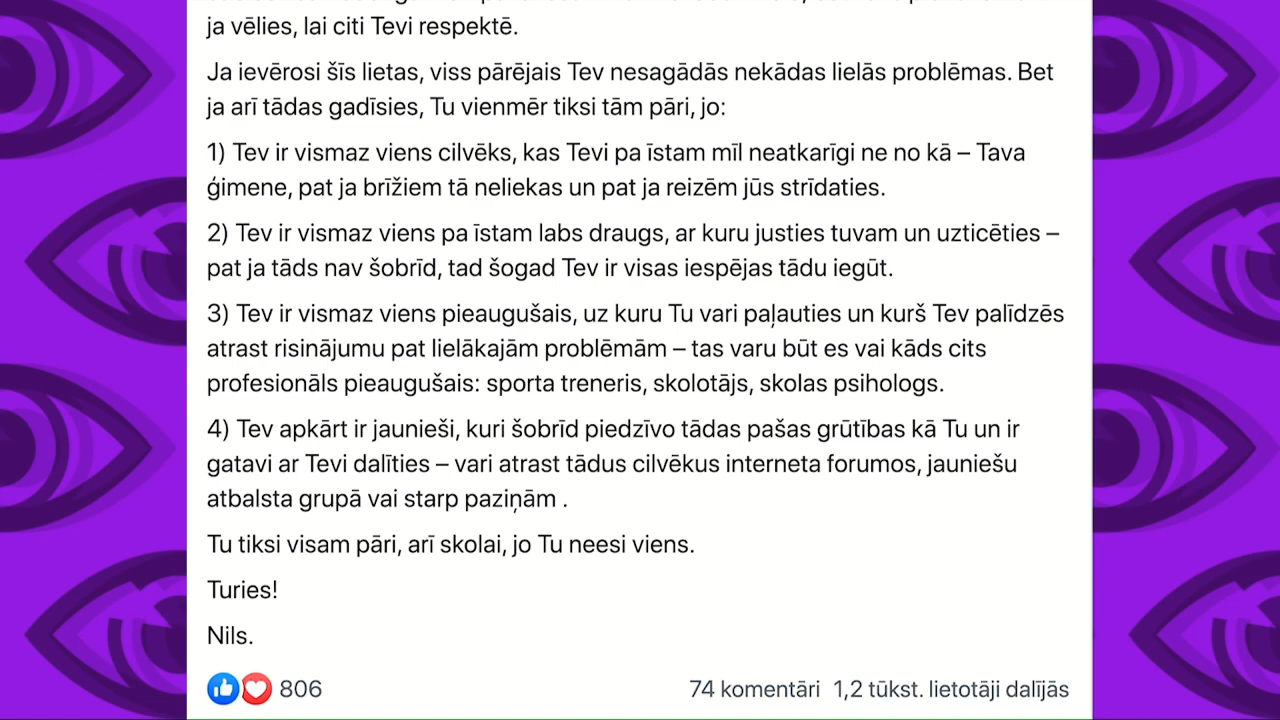 ja vēlies, lai citi Tevi respektē.
Ja ievērosi šīs lietas, viss pārējais Tev nesagādās nekādas lielās problēmas. Bet
ja arī tādas gadīsies, Tu vienmēr tiksi tām pāri, jo:
1) Tev ir vismaz viens cilvēks, kas Tevi pa īstam mīl neatkarīgi ne no kā – Tava
ģimene, pat ja brīžiem tā neliekas un pat ja reizēm jūs strīdaties.
2) Tev ir vismaz viens pa īstam labs draugs, ar kuru justies tuvam un uzticēties –
pat ja tāds nav šobrīd, tad šogad Tev ir visas iespējas tādu iegūt.
3) Tev ir vismaz viens pieaugušais, uz kuru Tu vari paļauties un kurš Tev palīdzēs
atrast risinājumu pat lielākajām problēmām – tas varu būt es vai kāds cits
profesionāls pieaugušais: sporta treneris, skolotājs, skolas psihologs.
4) Tev apkārt ir jaunieši, kuri šobrīd piedzīvo tādas pašas grūtības kā Tu un ir
gatavi ar Tevi dalīties – vari atrast tādus cilvēkus interneta forumos, jauniešu
atbalsta grupā vai starp paziņām .
Tu tiksi visam pāri, arī skolai, jo Tu neesi viens.
Turies!
Nils.
806 74 komentāri 1,2 tūkst. lietotāji dalījās